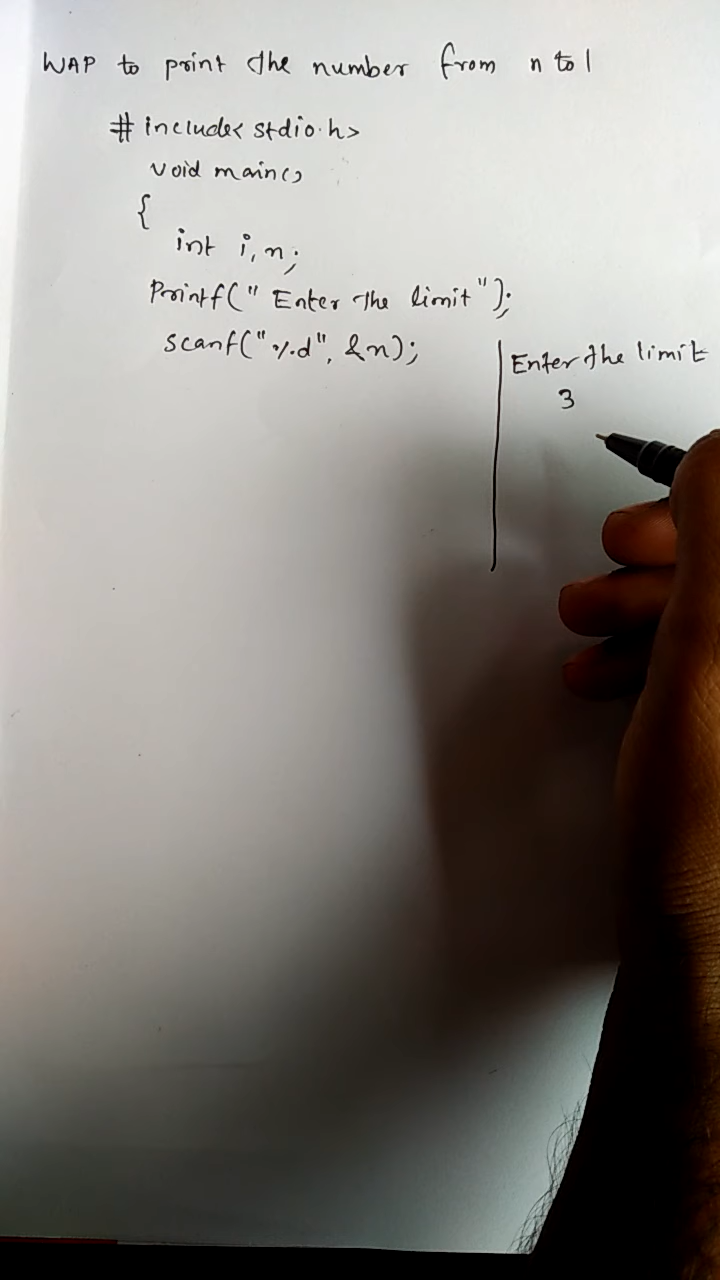 WAP to print the number from n to 1
# include< stdio.h>
void main()
{
int i, n;
Printf(" Enter the limit");
scanf("%d", &n);
Enter the limit
3